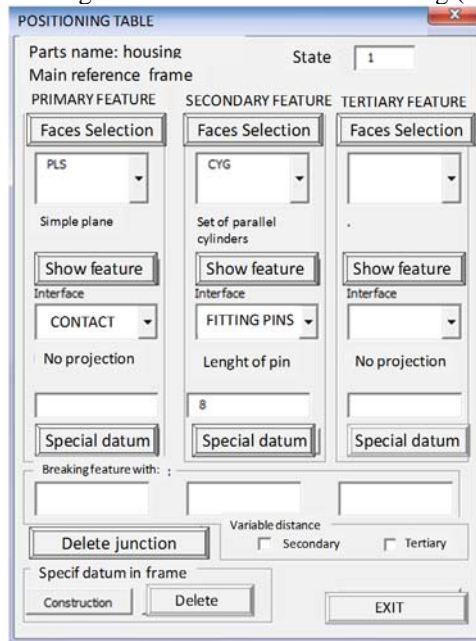 POSITIONING TABLE
Parts name: housing
State 1
Main reference frame
PRIMARY FEATURE SECONDARY FEATURE TERTIARY FEATURE
Faces Selection Faces Selection Faces Selection
PLS CYG
Simple plane Set of parallel .
cylinders
Show feature Show feature Show feature
Interface Interface Interface
CONTACT FITTING PINS
No projection Lenght of pin No projection
8
Special datum Special datum Special datum
Breaking feature with: :
Variable distance
Delete junction Secondary Tertiary
Specif datum in frame
Construction Delete EXIT